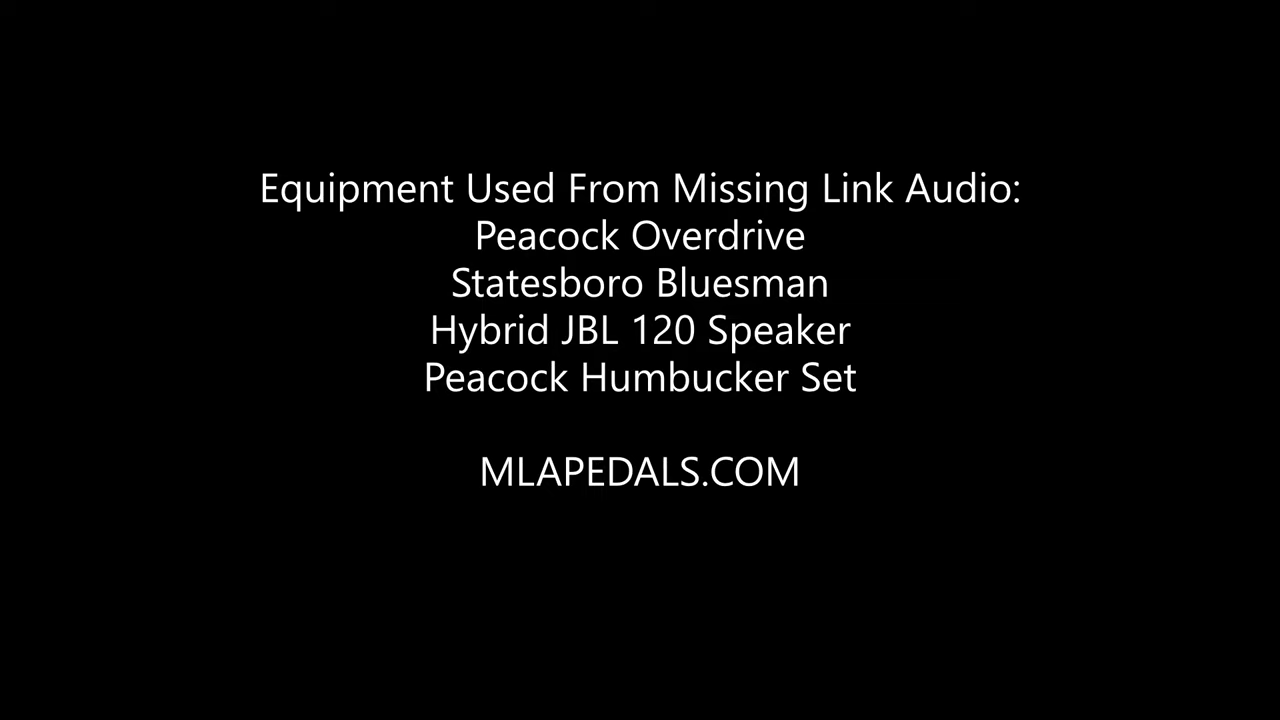 Equipment Used From Missing Link Audio:
Peacock Overdrive
Statesboro Bluesman
Hybrid JBL 120 Speaker
Peacock Humbucker Set
MLAPEDALS.COM